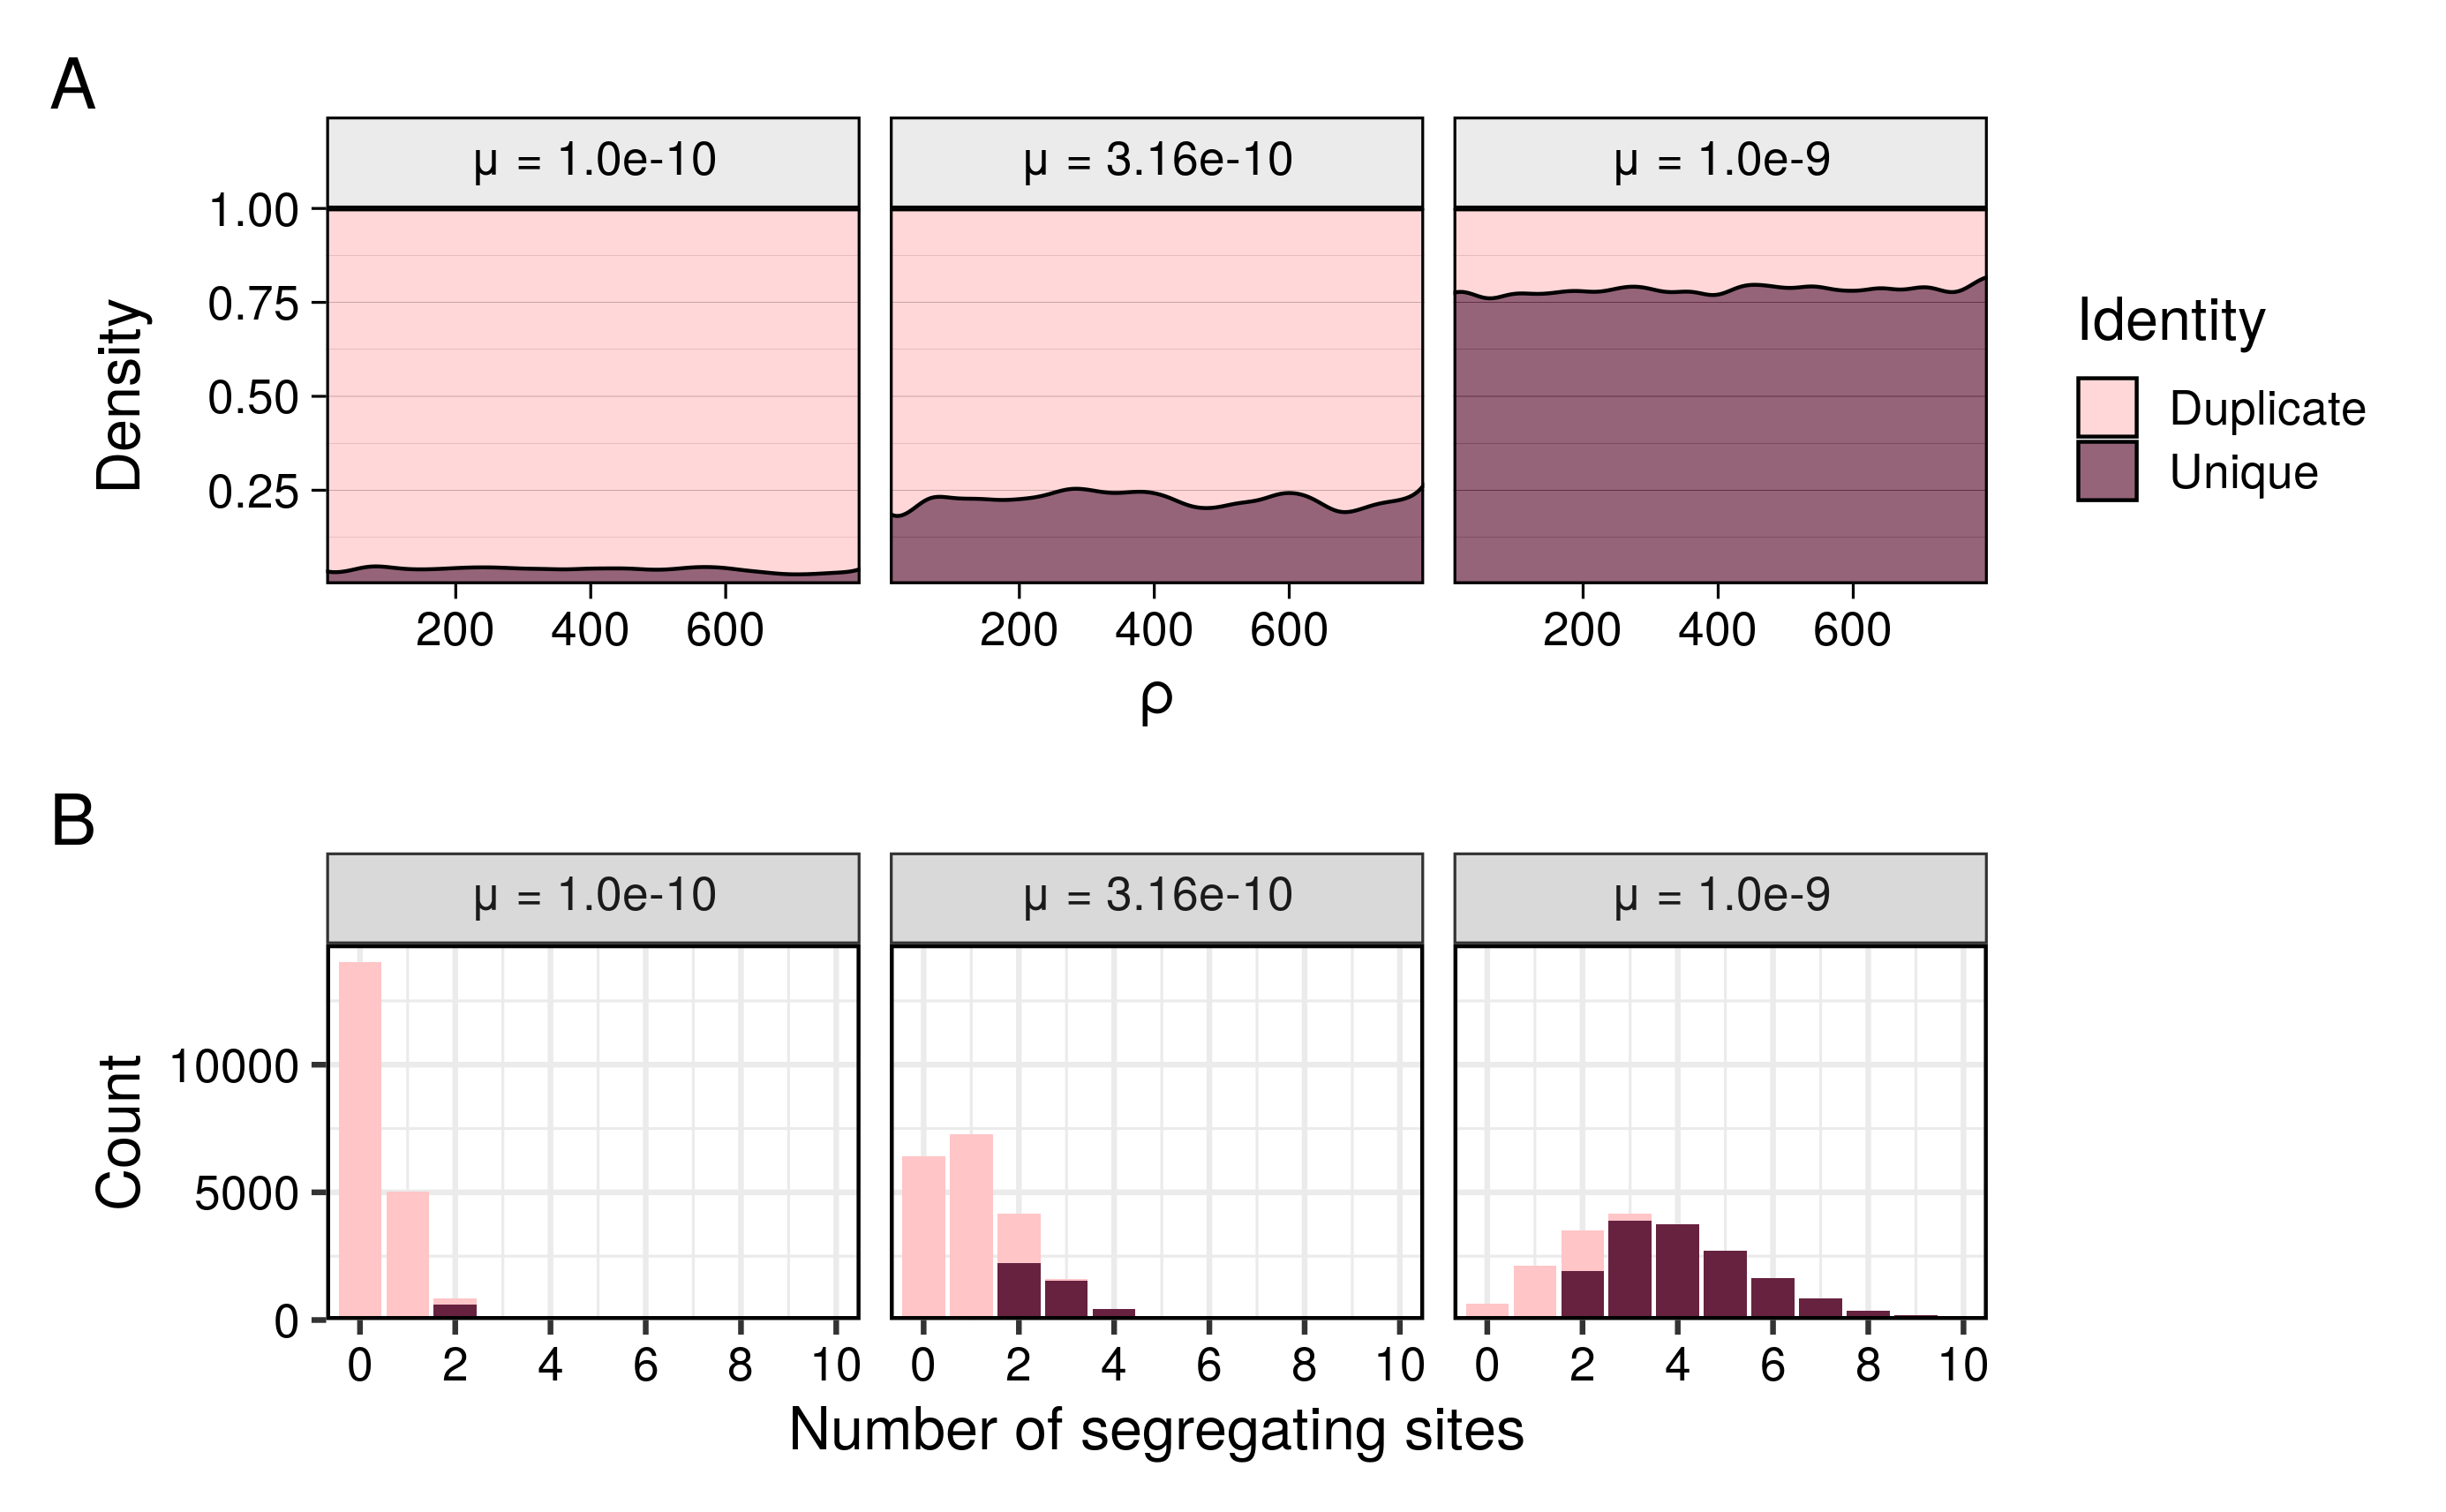 A
μ = 1.0e-10
μ = 3.16e-10
μ = 1.0e-9
1.00
0.75
0.50
0.25
Density
200 400 600
200 400 600
200 400 600
ρ
Identity
Duplicate
Unique
B
μ = 1.0e-10
μ = 3.16e-10
μ = 1.0e-9
10000
5000
0
Count
0 2 4 6 8 10
0 2 4 6 8 10
0 2 4 6 8 10
Number of segregating sites